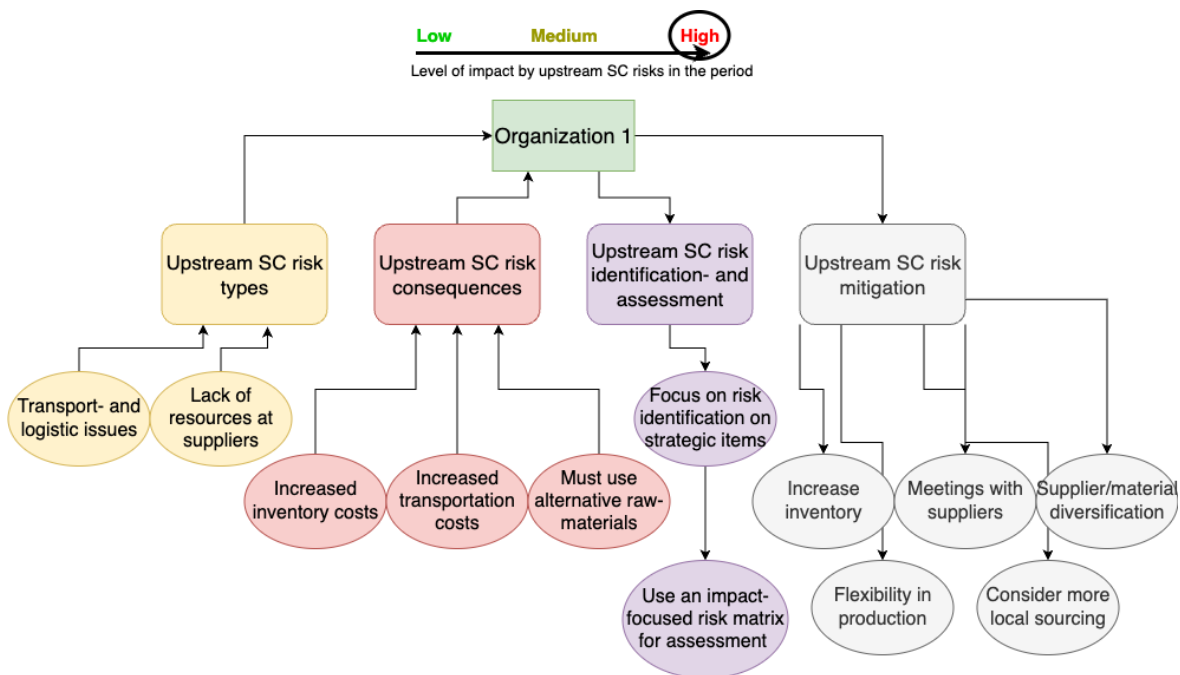 Low Medium High
Level of impact by upstream SC risks in the period
Organization 1
Upstream SC risk
types
Upstream SC risk
consequences
Upstream SC risk
identification- and
assessment
Upstream SC risk
mitigation
Transport- and
logistic issues
Lack of
resources at
suppliers
Focus on risk
identification on
strategic items
Increased
inventory costs
Increased
transportation
costs
Must use
alternative raw-
materials
Increase
inventory
Meetings with
suppliers
Supplier/material
diversification
Use an impact-
focused risk matrix
for assessment
Flexibility in
production
Consider more
local sourcing